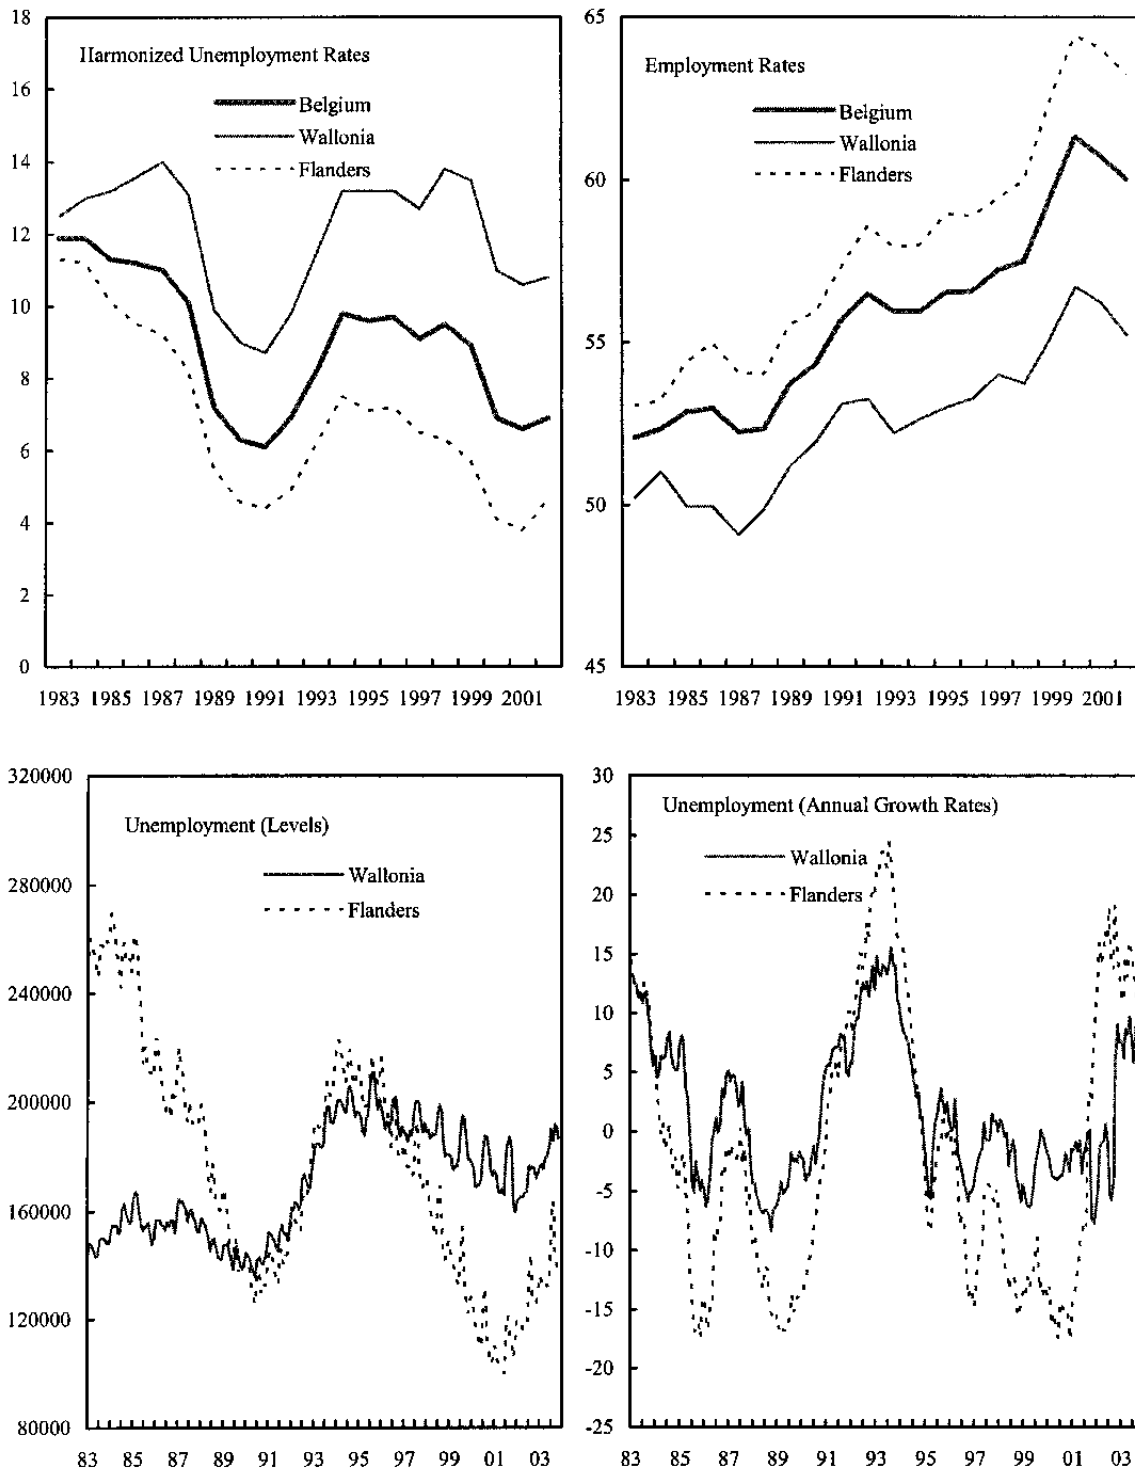 18
16
14
12
10
8
6
4
2
0
Harmonized Unemployment Rates
Belgium
Wallonia
Flanders
1983 1985 1987 1989 1991 1993 1995 1997 1999 2001
65
60
55
50
45
Employment Rates
Belgium
Wallonia
Flanders
1983 1985 1987 1989 1991 1993 1995 1997 1999 2001
320000
280000
240000
200000
160000
120000
80000
Unemployment (Levels)
Wallonia
Flanders
83 85 87 89 91 93 95 97 99 01 03
30
25
20
15
10
5
0
-5
-10
-15
-20
-25
Unemployment (Annual Growth Rates)
Wallonia
Flanders
83 85 87 89 91 93 95 97 99 01 03